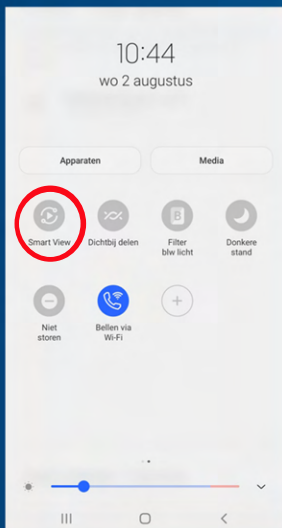 10:44
wo 2 augustus
Apparaten
Media
Smart View
Dichtbij delen
Filter
blw licht
Donkere
stand
B
Niet
storen
Bellen via
Wi-Fi